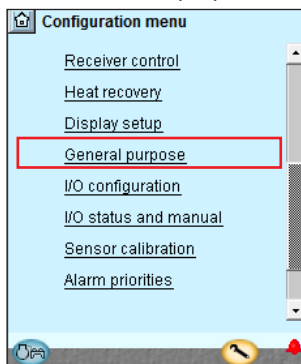 Configuration menu
Receiver control
Heat recovery
Display setup
General purpose
I/O configuration
I/O status and manual
Sensor calibration
Alarm priorities